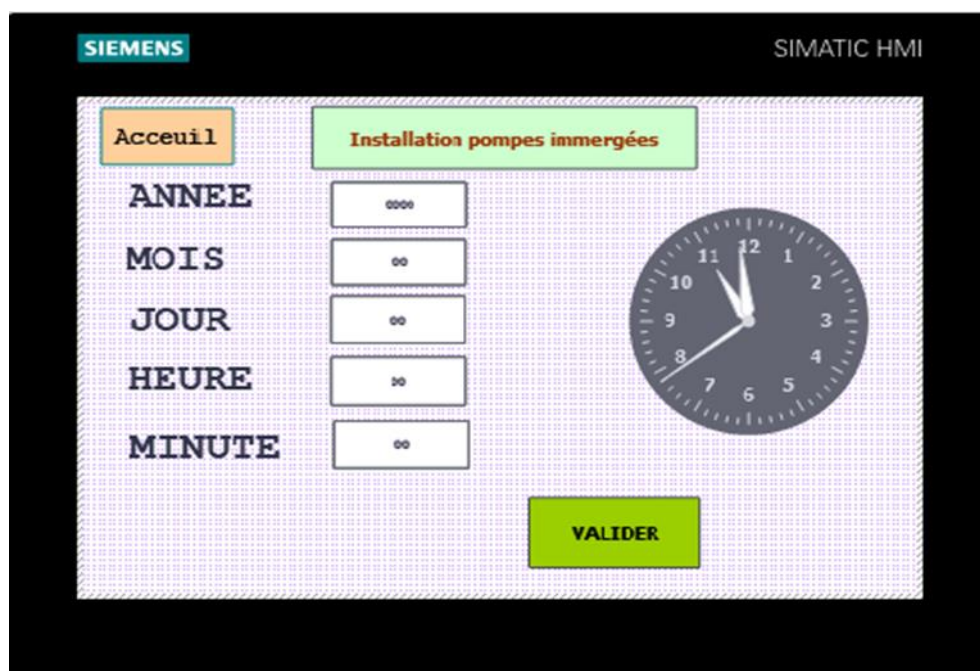 SIEMENS
SIMATIC HMI
Acceuil
Installation pompes immergées
ANNEE
0000
MOIS
00
JOUR
00
HEURE
00
MINUTE
00
12
1
2
3
4
5
6
7
8
9
10
11
VALIDER